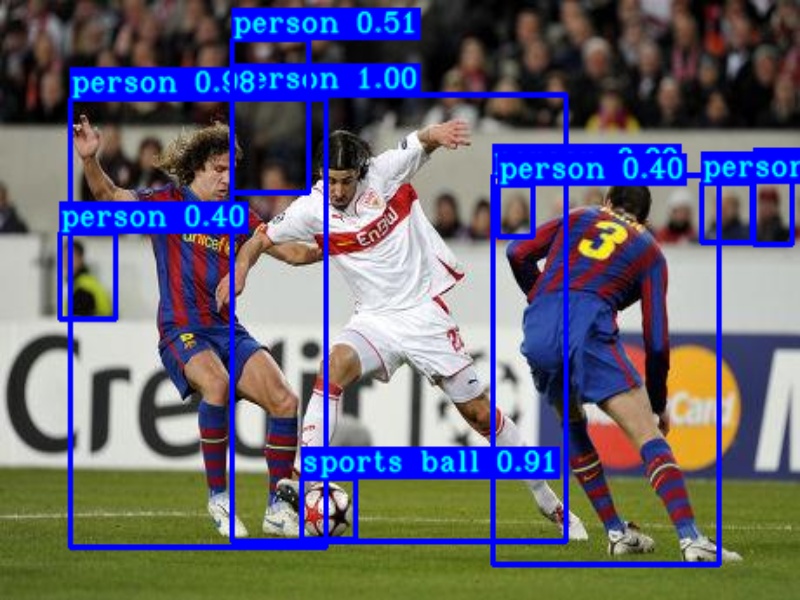 person 0.51
person 0.98
erson 1.00
person 0.40
person
person 0.40
unicef
EnBW
3
Credit
Card
sports ball 0.91